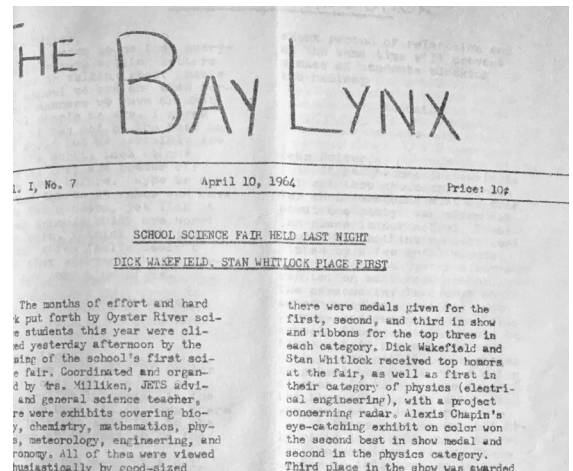 THE BAY LYNX
I, No. 7
April 10, 1964
Price: 10¢
SCHOOL SCIENCE FAIR HELD LAST NIGHT
DICK WAKEFIELD, STAN WHITLOCK PLACE FIRST
The months of effort and hard
put forth by Oyster River sci-
students this year were cli-
yesterday afternoon by the
of the school's first sci-
fair. Coordinated and organ-
by Mrs. Milliken, JETS advi-
and general science teacher,
were exhibits covering bio-
chemistry, mathematics, phy-
meteorology, engineering, and
All of them were viewed
by good-sized
there were medals given for the
first, second, and third in show
and ribbons for the top three in
each category. Dick Wakefield and
Stan Whitlock received top honors
at the fair, as well as first in
their category of physics (electri-
cal engineering), with a project
concerning radar. Alexis Chapin's
eye-catching exhibit on color won
the second best in show medal and
second in the physics category.
Third place in the show was awarded